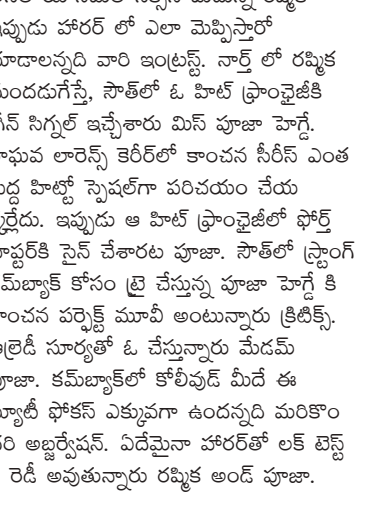 ఇప్పుడు హారర్ లో ఎలా మెప్పిస్తారో
చూడాలన్నది వారి ఇంట్రస్ట్. నార్త్ లో రష్మిక
ముందడుగేస్తే, సౌత్‌లో ఓ హిట్ ఫ్రాంఛైజీకి
గ్రీన్ సిగ్నల్ ఇచ్చేశారు మిస్ పూజా హెగ్డే.
రాఘవ లారెన్స్ కెరీర్‌లో కాంచన సీరీస్ ఎంత
పెద్ద హిట్టో స్పెషల్‌గా పరిచయం చేయ
క్కర్లేదు. ఇప్పుడు ఆ హిట్ ఫ్రాంఛైజీలో ఫోర్త్
చాప్టర్‌కి సైన్ చేశారట పూజా. సౌత్‌లో స్ట్రాంగ్
కమ్‌బ్యాక్ కోసం ట్రై చేస్తున్న పూజా హెగ్డే కి
కాంచన పర్ఫెక్ట్ మూవీ అంటున్నారు క్రిటిక్స్.
ఆల్రెడీ సూర్యతో ఓ చేస్తున్నారు మేడమ్
పూజా. కమ్‌బ్యాక్‌లో కోలీవుడ్ మీదే ఈ
బ్యూటీ ఫోకస్ ఎక్కువగా ఉందన్నది మరికొం
దరి అబ్జర్వేషన్. ఏదేమైనా హారర్‌తో లక్ టెస్ట్
రెడీ అవుతున్నారు రష్మిక అండ్ పూజా.